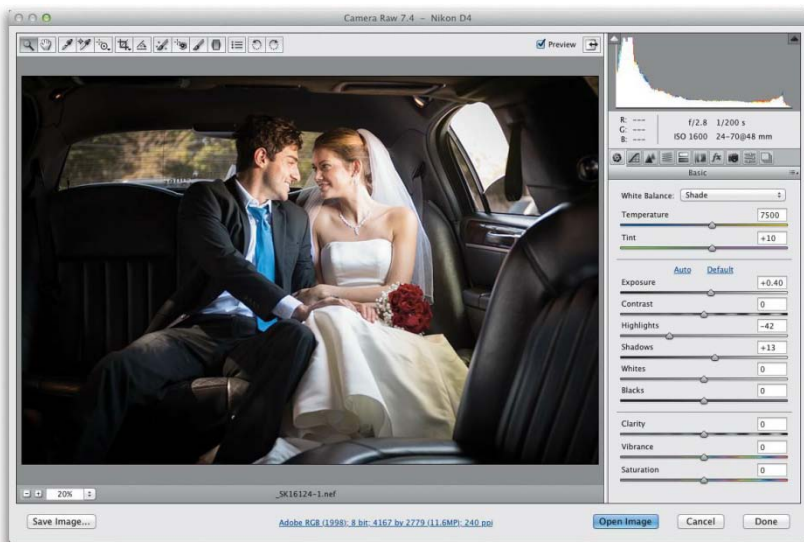 Camera Raw 7.4 – Nikon D4
Preview
R: ---
G: ---
B: ---
f/2.8 1/200 s
ISO 1600 24-70@48 mm
fx
Basic
White Balance: Shade
Temperature 7500
Tint +10
Auto Default
Exposure +0.40
Contrast 0
Highlights -42
Shadows +13
Whites 0
Blacks 0
Clarity 0
Vibrance 0
Saturation 0
20%
_SK16124-1.nef
Save Image...
Adobe RGB (1998); 8 bit; 4167 by 2779 (11.6MP); 240 ppi
Open Image Cancel Done